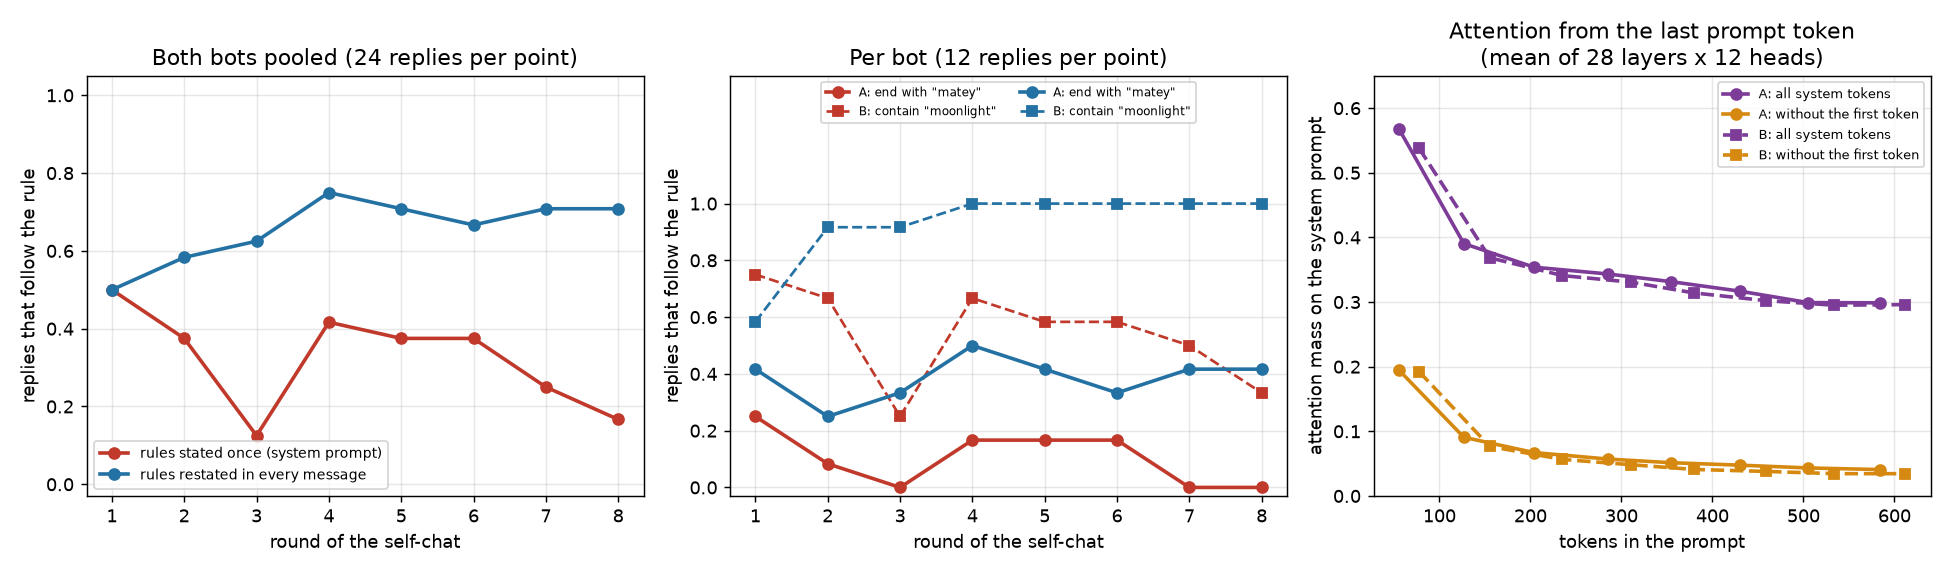 Both bots pooled (24 replies per point)
replies that follow the rule
1.0
0.8
0.6
0.4
0.2
0.0
rules stated once (system prompt)
rules restated in every message
1 2 3 4 5 6 7 8
round of the self-chat
Per bot (12 replies per point)
replies that follow the rule
A: end with "matey" A: end with "matey"
B: contain "moonlight" B: contain "moonlight"
1.0
0.8
0.6
0.4
0.2
0.0
1 2 3 4 5 6 7 8
round of the self-chat
Attention from the last prompt token
(mean of 28 layers x 12 heads)
attention mass on the system prompt
A: all system tokens
A: without the first token
B: all system tokens
B: without the first token
0.6
0.5
0.4
0.3
0.2
0.1
0.0
100 200 300 400 500 600
tokens in the prompt